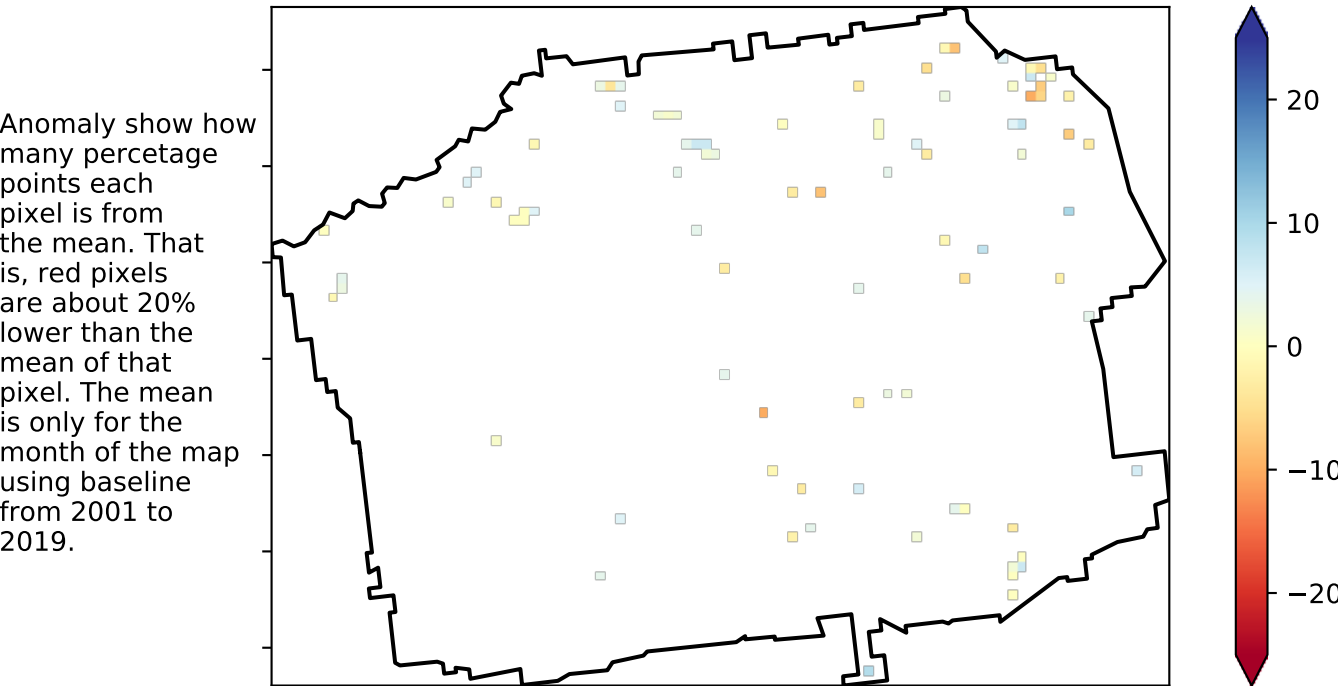 Anomaly show how
many percetage
points each
pixel is from
the mean. That
is, red pixels
are about 20%
lower than the
mean of that
pixel. The mean
is only for the
month of the map
using baseline
from 2001 to
2019.
20
10
0
−10
−20